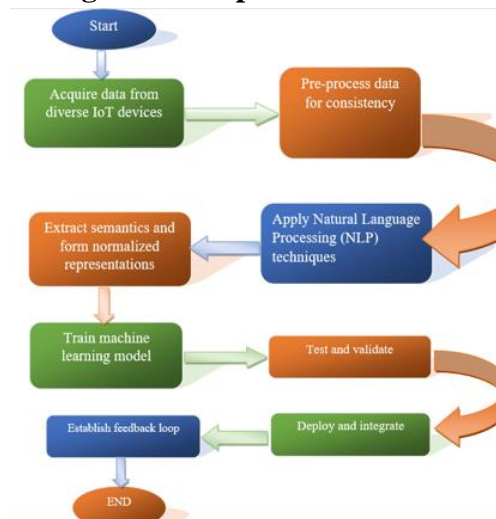 Start
Acquire data from
diverse IoT devices
Pre-process data
for consistency
Apply Natural Language
Processing (NLP)
techniques
Extract semantics and
form normalized
representations
Train machine
learning model
Test and validate
Deploy and integrate
Establish feedback loop
END